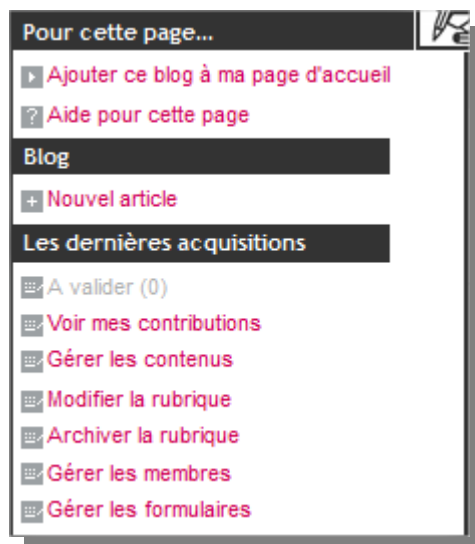 Pour cette page...
Ajouter ce blog à ma page d'accueil
? Aide pour cette page
Blog
+ Nouvel article
Les dernières acquisitions
A valider (0)
Voir mes contributions
Gérer les contenus
Modifier la rubrique
Archiver la rubrique
Gérer les membres
Gérer les formulaires